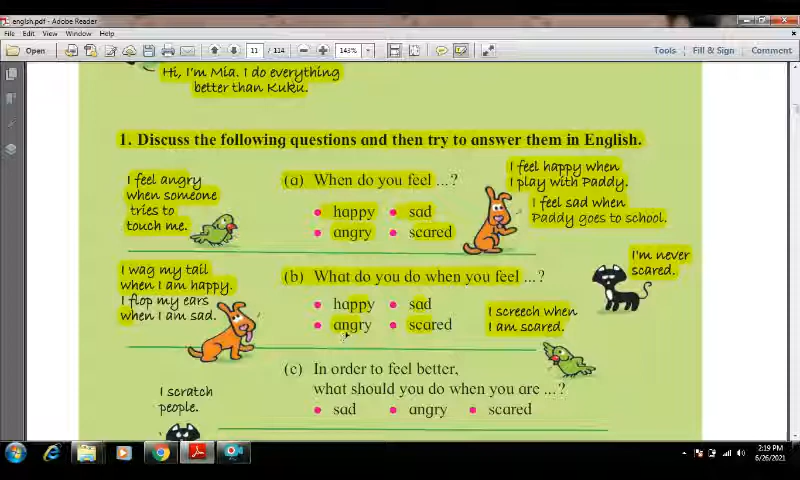 english.pdf - Adobe Reader
File Edit View Window Help
Open
11 / 114
143%
Tools Fill & Sign Comment
Hi, I'm Mia. I do everything
better than Kuku.
1. Discuss the following questions and then try to answer them in English.
I feel angry
when someone
tries to
touch me.
(a) When do you feel ...?
• happy • sad
• angry • scared
I feel happy when
I play with Paddy.
I feel sad when
Paddy goes to school.
I'm never
scared.
I wag my tail
when I am happy.
I flop my ears
when I am sad.
(b) What do you do when you feel ...?
• happy • sad
• angry • scared
I screech when
I am scared.
(c) In order to feel better,
what should you do when you are ...?
• sad • angry • scared
I scratch
people.
2:19 PM
6/26/2021